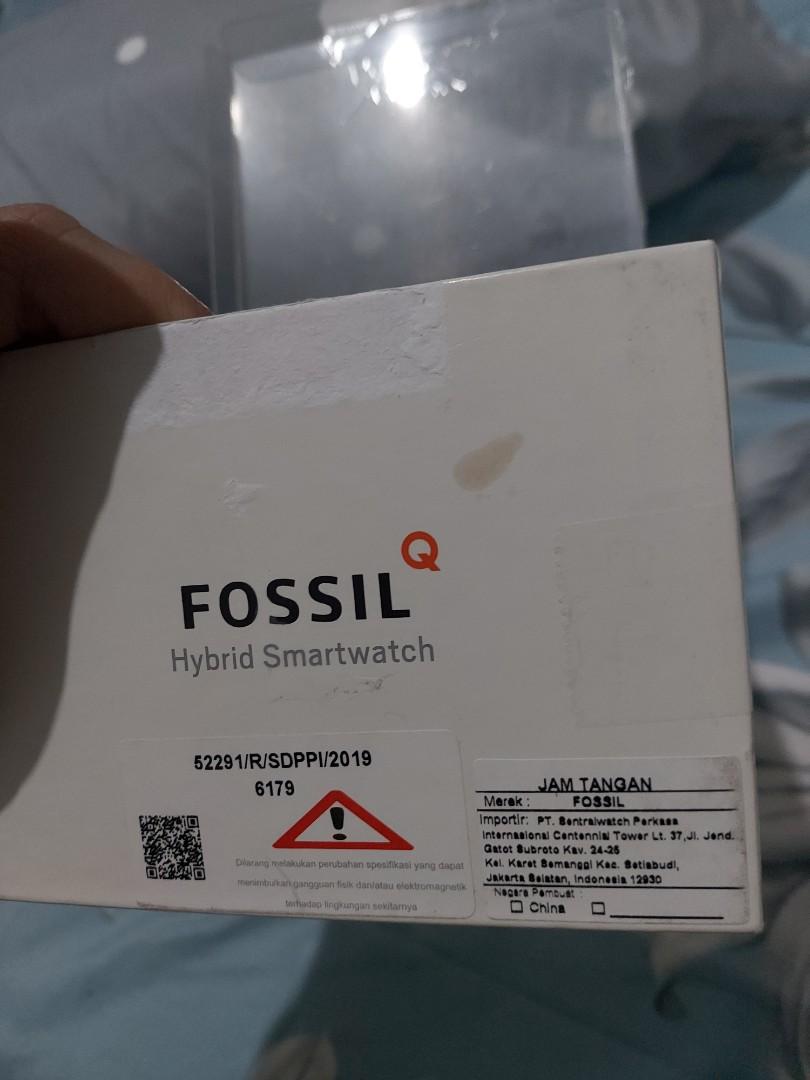 Q
FOSSIL
Hybrid Smartwatch
52291/R/SDPPI/2019
6179
Dilarang melakukan perubahan spesifikasi yang dapat
menimbulkan gangguan fisik dan/atau elektromagnetik
terhadap lingkungan sekitarnya
JAM TANGAN
Merek : FOSSIL
Importir: PT. Sentralwatch Perkasa
Internasional Centennial Tower Lt. 37,Jl. Jend.
Gatot Subroto Kav. 24-25
Kel. Karet Semanggi Kec. Setiabudi,
Jakarta Selatan, Indonesia 12930
Negara Pembuat :
China